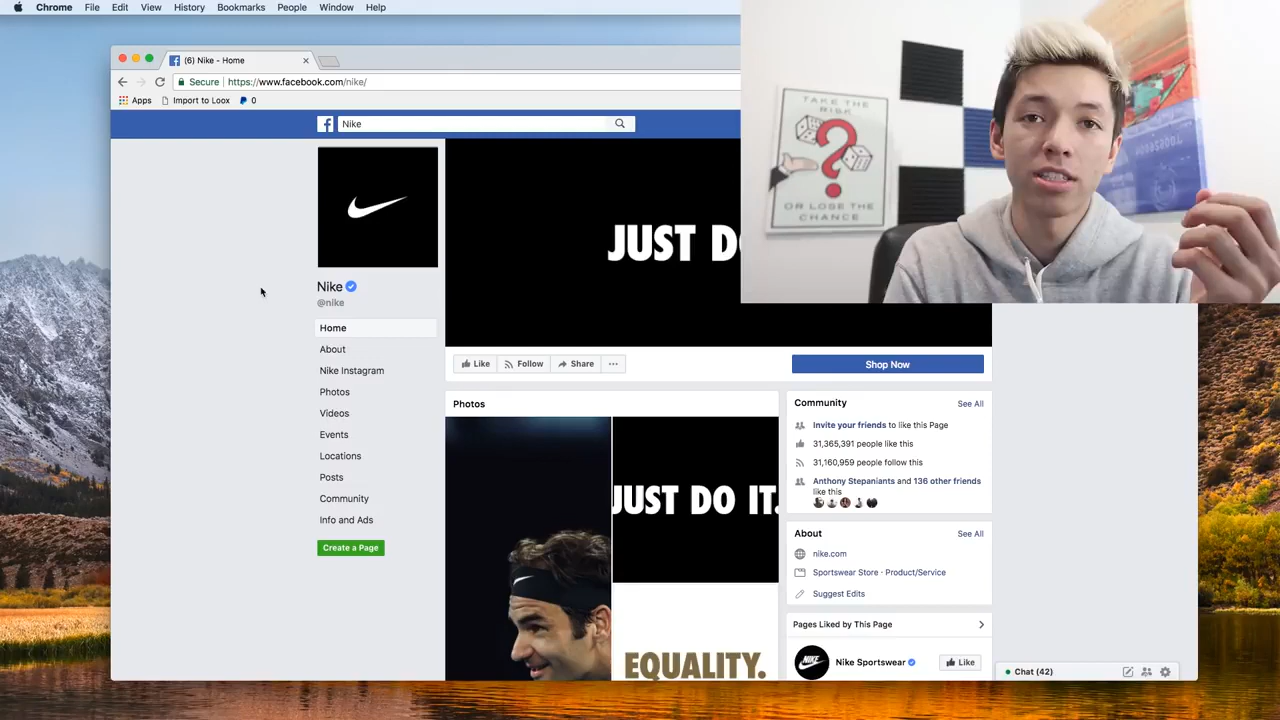 Chrome File Edit View History Bookmarks People Window Help
(6) Nike - Home
Secure https://www.facebook.com/nike/
Apps Import to Loox 0
Nike
TAKE THE
RISK
?
OR LOSE THE
CHANCE
JUST D
Nike
@nike
Home
About
Nike Instagram
Photos
Videos
Events
Locations
Posts
Community
Info and Ads
Create a Page
Like Follow Share ...
Shop Now
Photos
JUST DO IT.
EQUALITY.
Community See All
Invite your friends to like this Page
31,365,391 people like this
31,160,959 people follow this
Anthony Stepaniants and 136 other friends
like this
About See All
nike.com
Sportswear Store · Product/Service
Suggest Edits
Pages Liked by This Page
NIKE
Nike Sportswear Like
Chat (42)